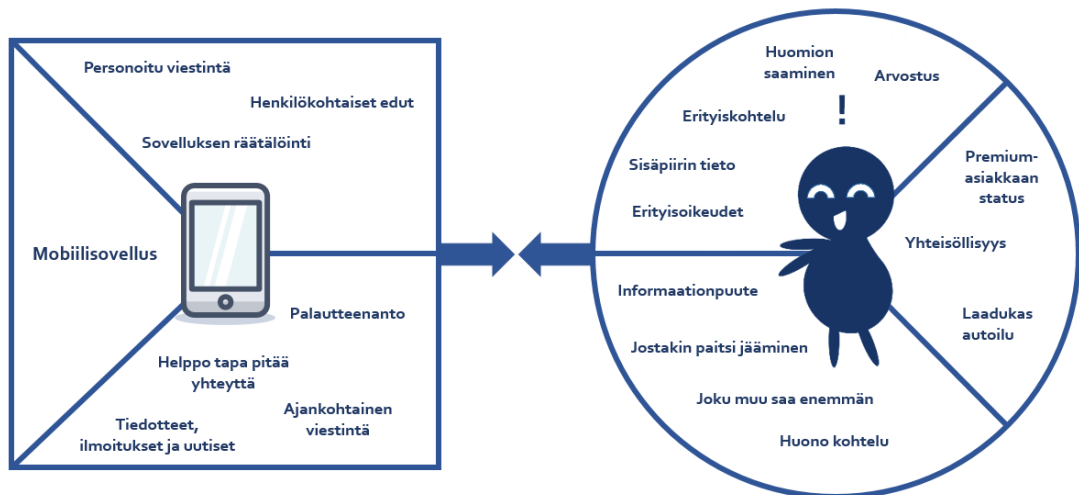 Personoitu viestintä
Henkilökohtaiset edut
Sovelluksen räätälöinti
Mobiilisovellus
Palautteenanto
Helppo tapa pitää
yhteyttä
Ajankohtainen
viestintä
Tiedotteet,
ilmoitukset ja uutiset
Huomion
saaminen
Arvostus
!
Erityiskohtelu
Sisäpiirin tieto
Erityisoikeudet
Premium-
asiakkaan
status
Yhteisöllisyys
Laadukas
autoilu
Informaationpuute
Jostakin paitsi jääminen
Joku muu saa enemmän
Huono kohtelu